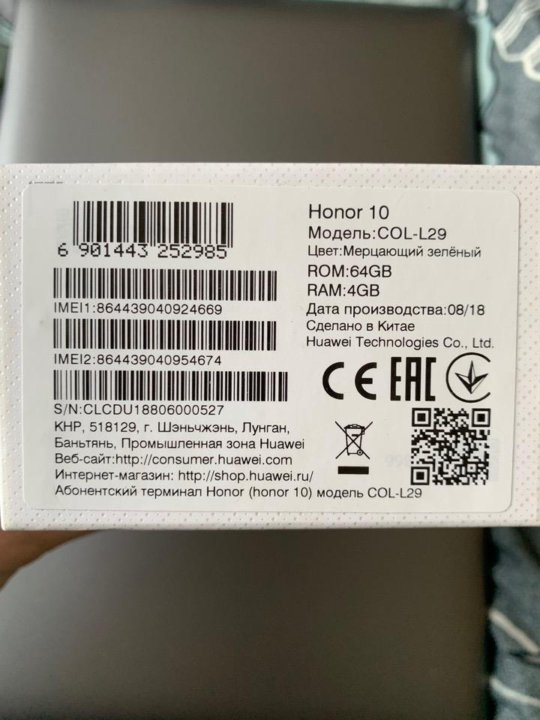 6 901443 252985
IMEI1:864439040924669
IMEI2:864439040954674
S/N:CLCDU18806000527
КНР, 518129, г. Шэньчжэнь, Лунган,
Баньтянь, Промышленная зона Huawei
Веб-сайт:http://consumer.huawei.com
Интернет-магазин: http://shop.huawei.ru/
Абонентский терминал Honor (honor 10) модель COL-L29
Honor 10
Модель:COL-L29
Цвет:Мерцающий зелёный
ROM:64GB
RAM:4GB
Дата производства:08/18
Сделано в Китае
Huawei Technologies Co., Ltd.
CE EAC